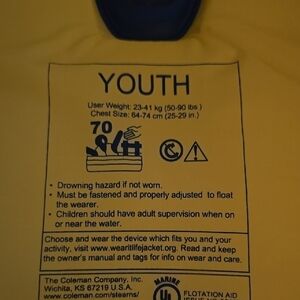 YOUTH
User Weight: 23-41 kg (50-90 lbs.)
Chest Size: 64-74 cm (25-29 in.)
70
• Drowning hazard if not worn.
• Must be fastened and properly adjusted to float
the wearer.
• Children should have adult supervision when on
or near the water.
Choose and wear the device which fits you and your
activity, visit www.wearitlifejacket.org. Read and keep
the owner's manual and tags for info on wear and care.
The Coleman Company, Inc.
Wichita, KS 67219 U.S.A.
www.coleman.com/stearns/
MARINE
UL
FLOTATION AID